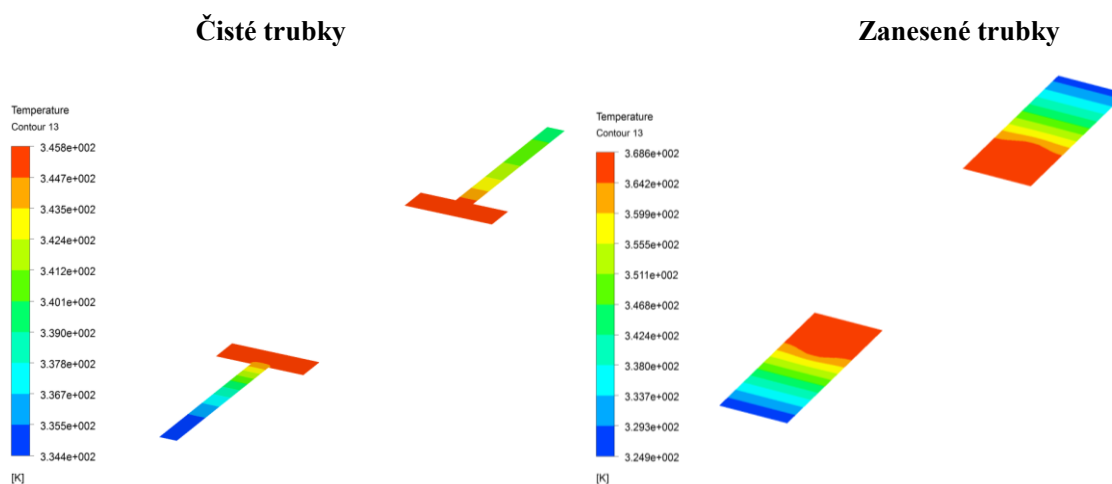 Čisté trubky
Zanesené trubky
Temperature
Contour 13
3.458e+002
3.447e+002
3.435e+002
3.424e+002
3.412e+002
3.401e+002
3.390e+002
3.378e+002
3.367e+002
3.355e+002
3.344e+002
[K]
Temperature
Contour 13
3.686e+002
3.642e+002
3.599e+002
3.555e+002
3.511e+002
3.468e+002
3.424e+002
3.380e+002
3.337e+002
3.293e+002
3.249e+002
[K]